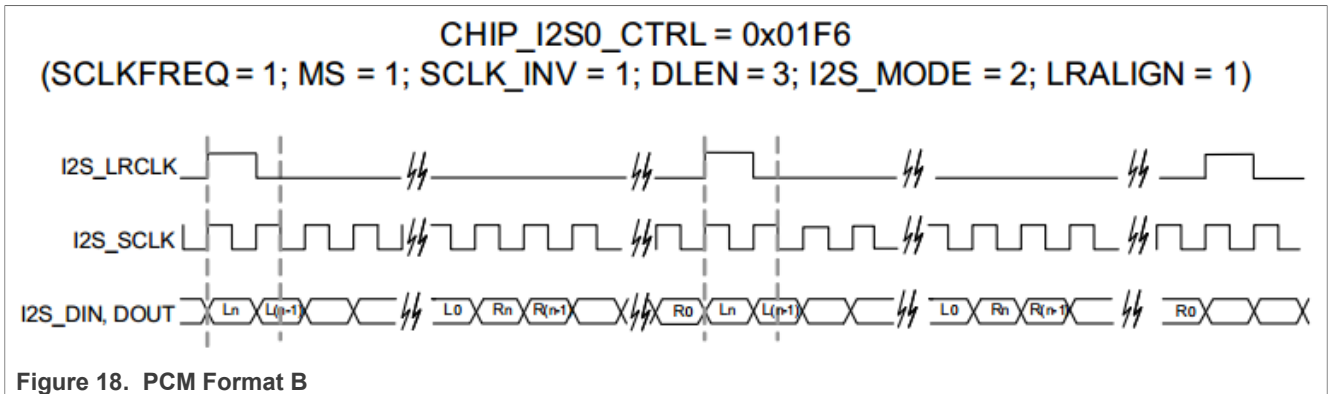 CHIP_I2S0_CTRL = 0x01F6
(SCLKFREQ = 1; MS = 1; SCLK_INV = 1; DLEN = 3; I2S_MODE = 2; LRALIGN = 1)
I2S_LRCLK
I2S_SCLK
I2S_DIN, DOUT Ln L(n-1) L0 Rn R(n-1) R0 Ln L(n-1) L0 Rn R(n-1) R0
Figure 18. PCM Format B